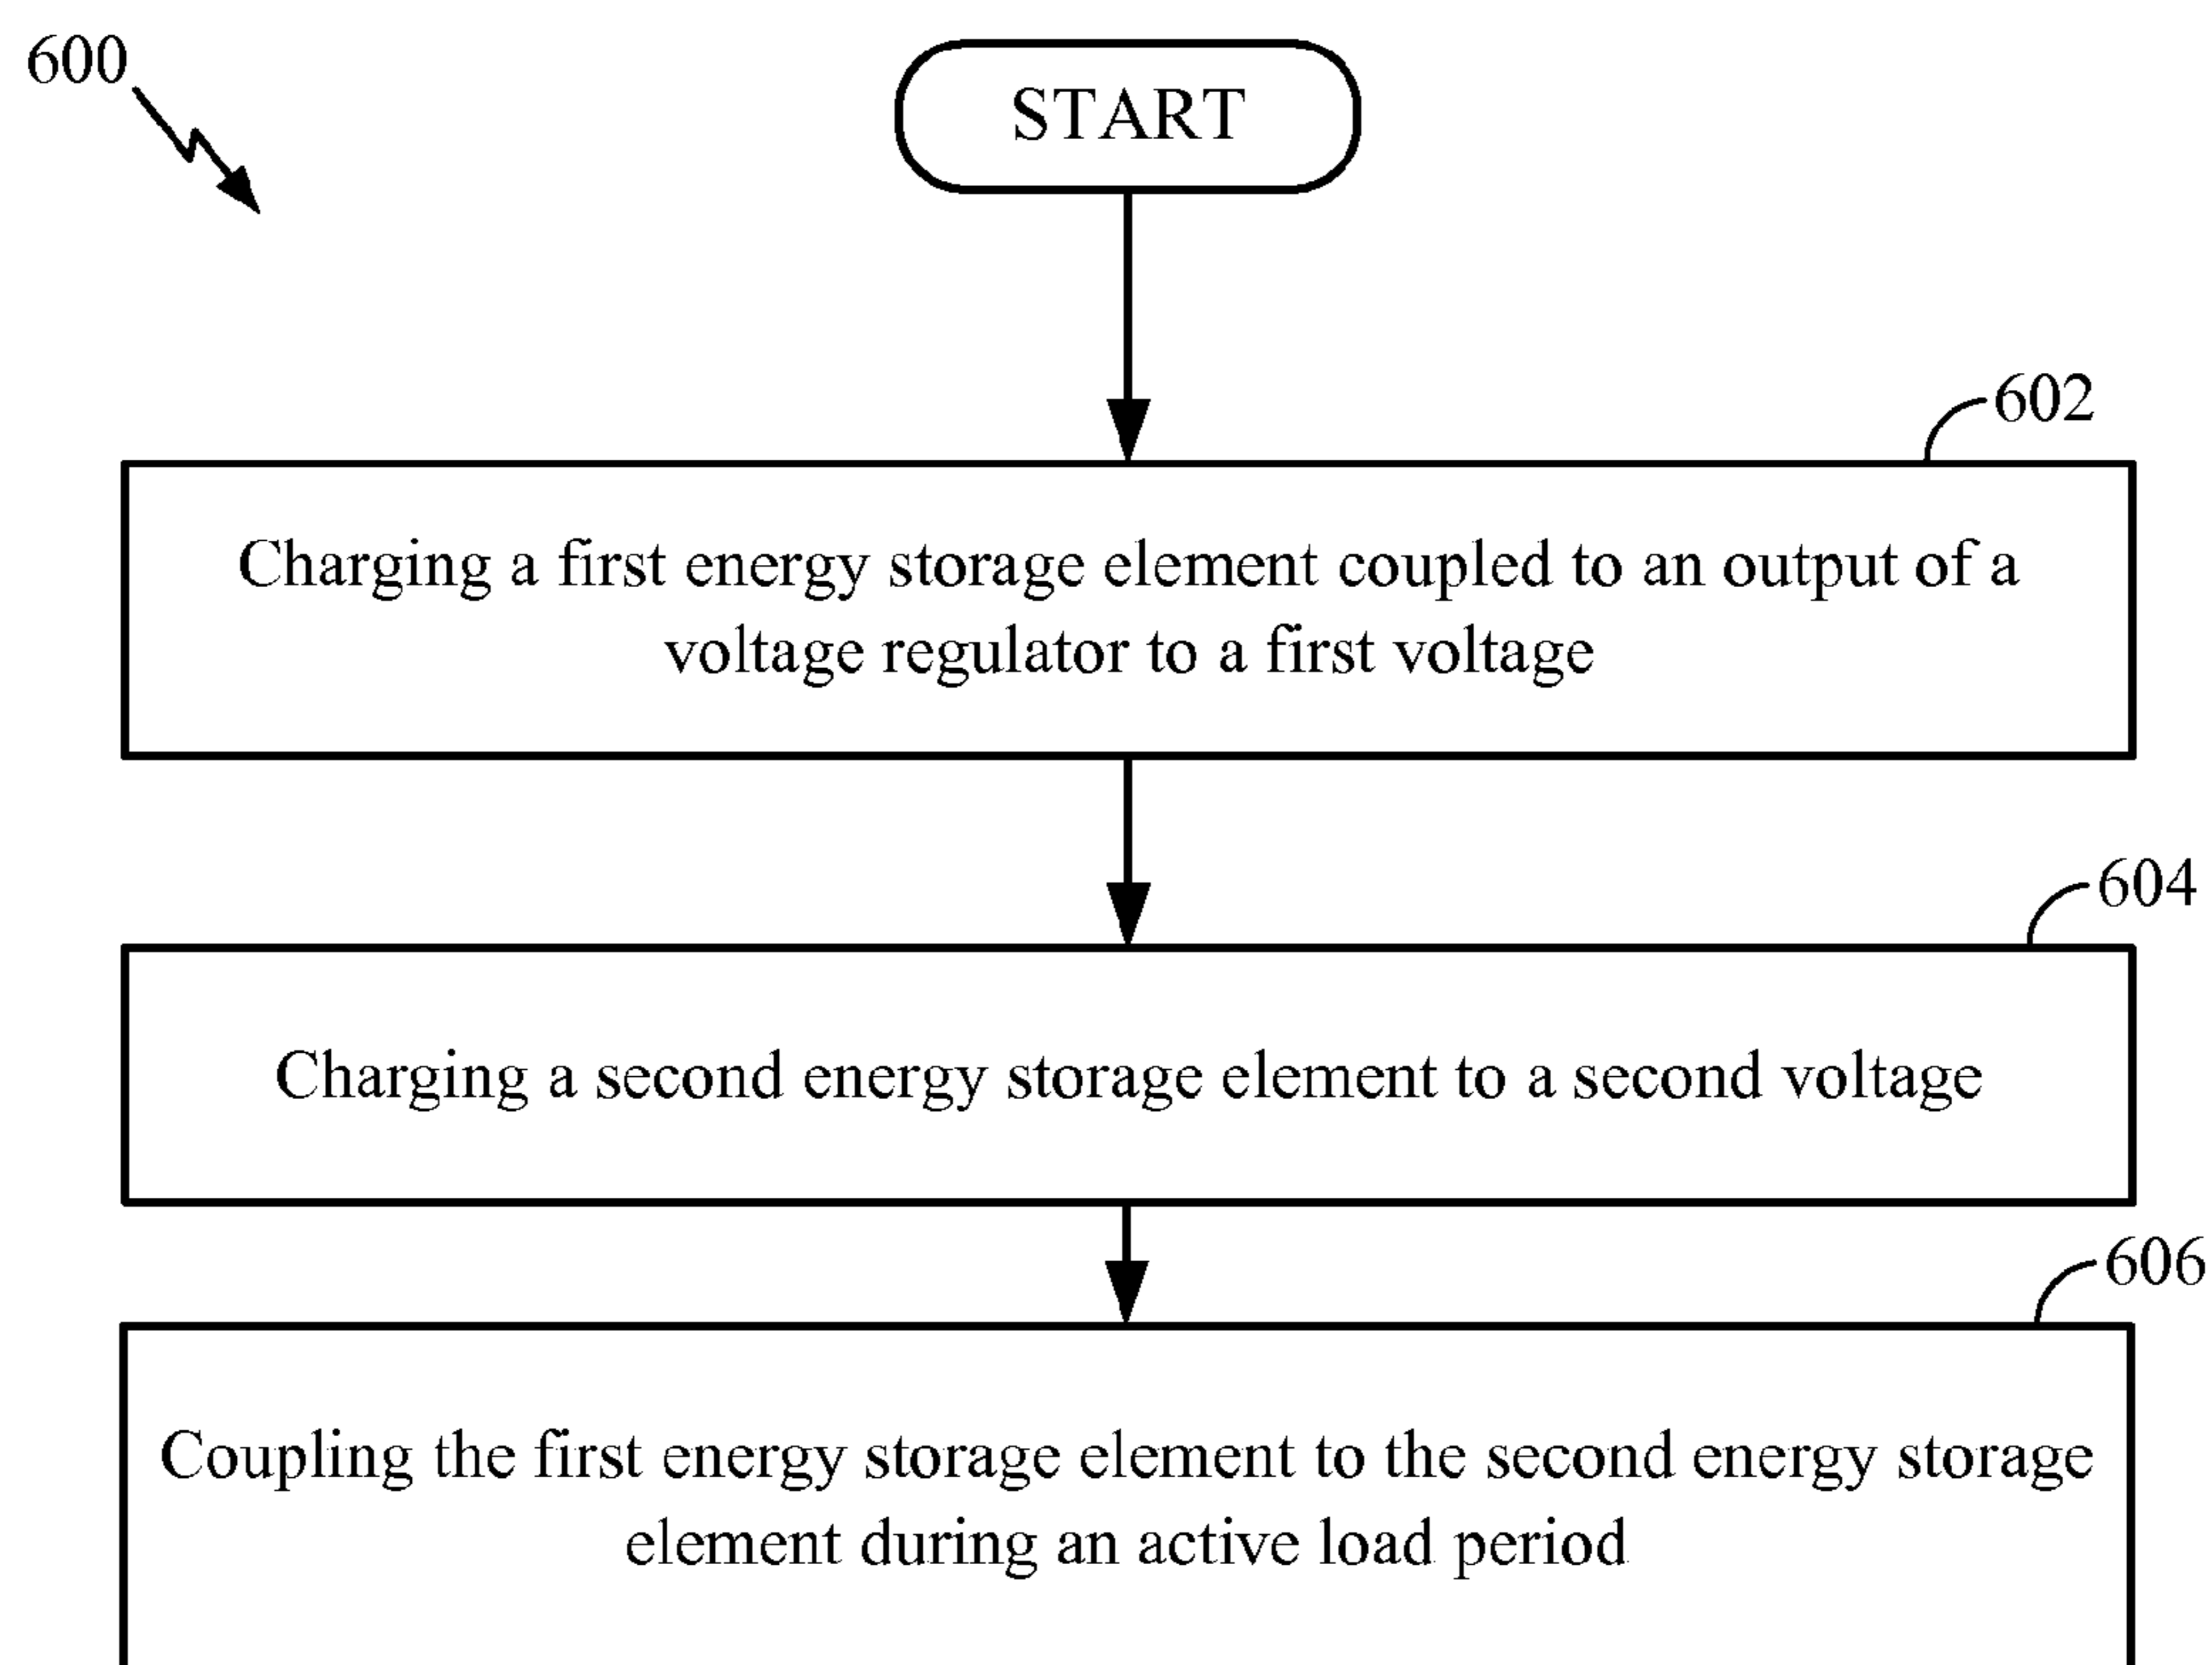 600
START
602
Charging a first energy storage element coupled to an output of a
voltage regulator to a first voltage
604
Charging a second energy storage element to a second voltage
606
Coupling the first energy storage element to the second energy storage
element during an active load period